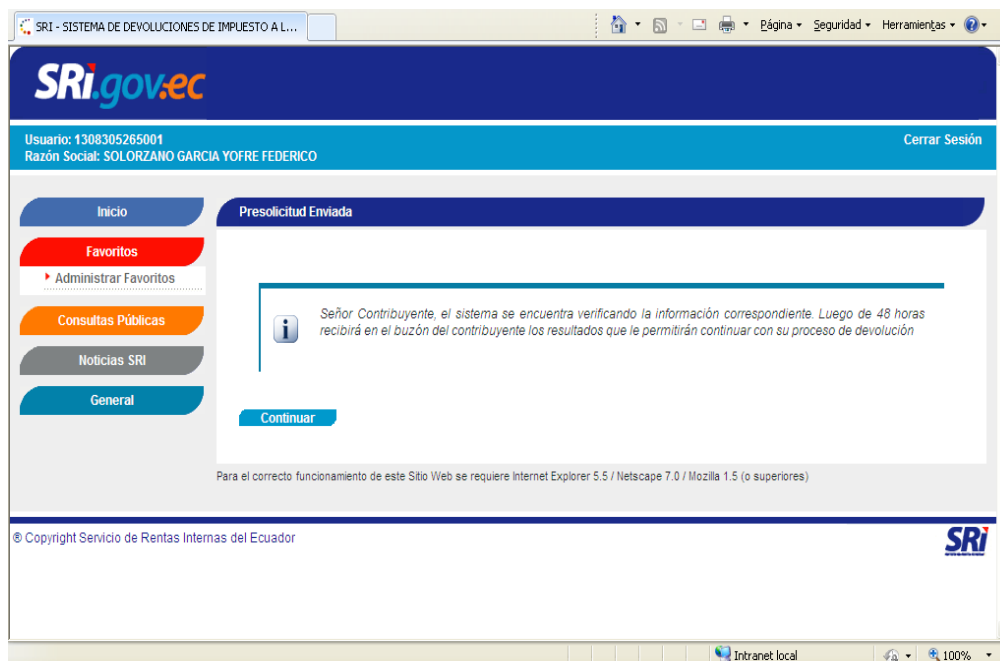 SRI - SISTEMA DE DEVOLUCIONES DE IMPUESTO A L...
Página
Seguridad
Herramientas
SRi.gov.ec
Usuario: 1308305265001
Cerrar Sesión
Razón Social: SOLORZANO GARCIA YOFRE FEDERICO
Inicio
Favoritos
Administrar Favoritos
Consultas Públicas
Noticias SRI
General
Presolicitud Enviada
Señor Contribuyente, el sistema se encuentra verificando la información correspondiente. Luego de 48 horas
recibirá en el buzón del contribuyente los resultados que le permitirán continuar con su proceso de devolución
Continuar
Para el correcto funcionamiento de este Sitio Web se requiere Internet Explorer 5.5 / Netscape 7.0 / Mozilla 1.5 (o superiores)
® Copyright Servicio de Rentas Internas del Ecuador
SRi
Intranet local
100%